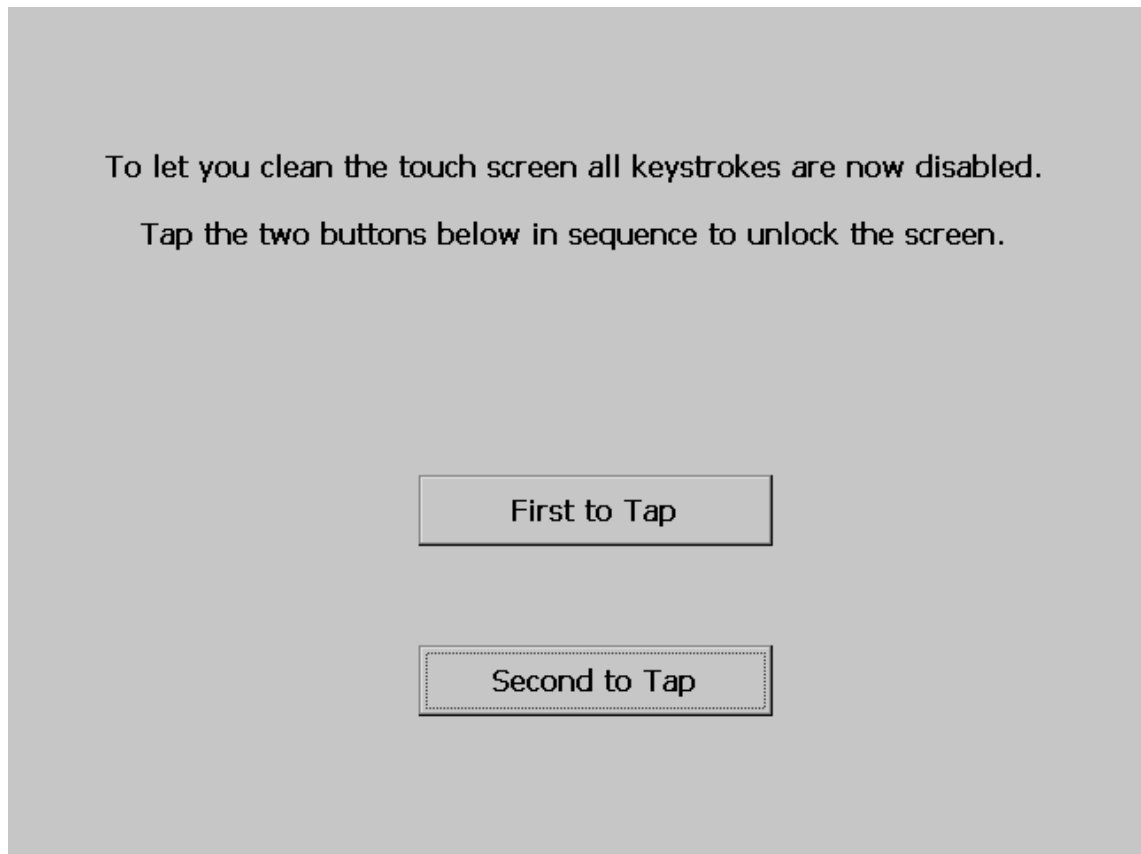 To let you clean the touch screen all keystrokes are now disabled.
Tap the two buttons below in sequence to unlock the screen.
First to Tap
Second to Tap